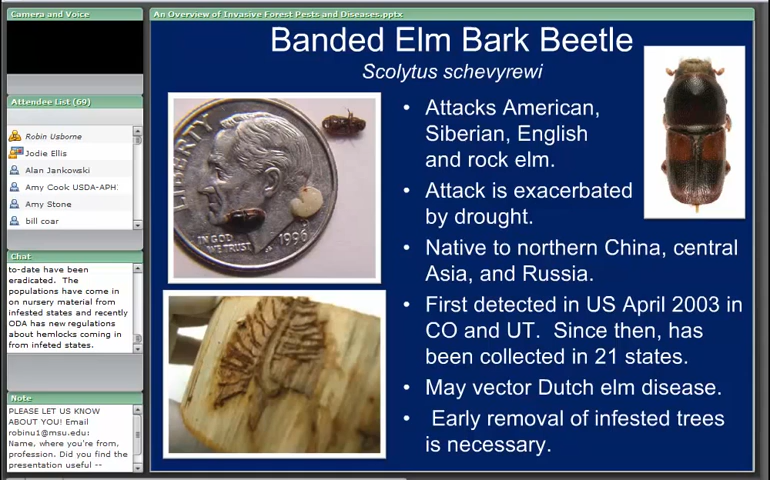 Camera and Voice
An Overview of Invasive Forest Pests and Diseases.pptx
Attendee List (69)
Robin Usborne
Jodie Ellis
Alan Jankowski
Amy Cook USDA-APH
Amy Stone
bill coar
Chat
to-date have been
eradicated. The
populations have come in
on nursery material from
infested states and recently
ODA has new regulations
about hemlocks coming in
from infeted states.
Note
PLEASE LET US KNOW
ABOUT YOU! Email
robinu1@msu.edu:
Name, where you're from,
profession. Did you find the
presentation useful --
Banded Elm Bark Beetle
Scolytus schevyrewi
LIBERTY
IN GOD
WE TRUST
1996
• Attacks American,
Siberian, English
and rock elm.
• Attack is exacerbated
by drought.
• Native to northern China, central
Asia, and Russia.
• First detected in US April 2003 in
CO and UT. Since then, has
been collected in 21 states.
• May vector Dutch elm disease.
• Early removal of infested trees
is necessary.